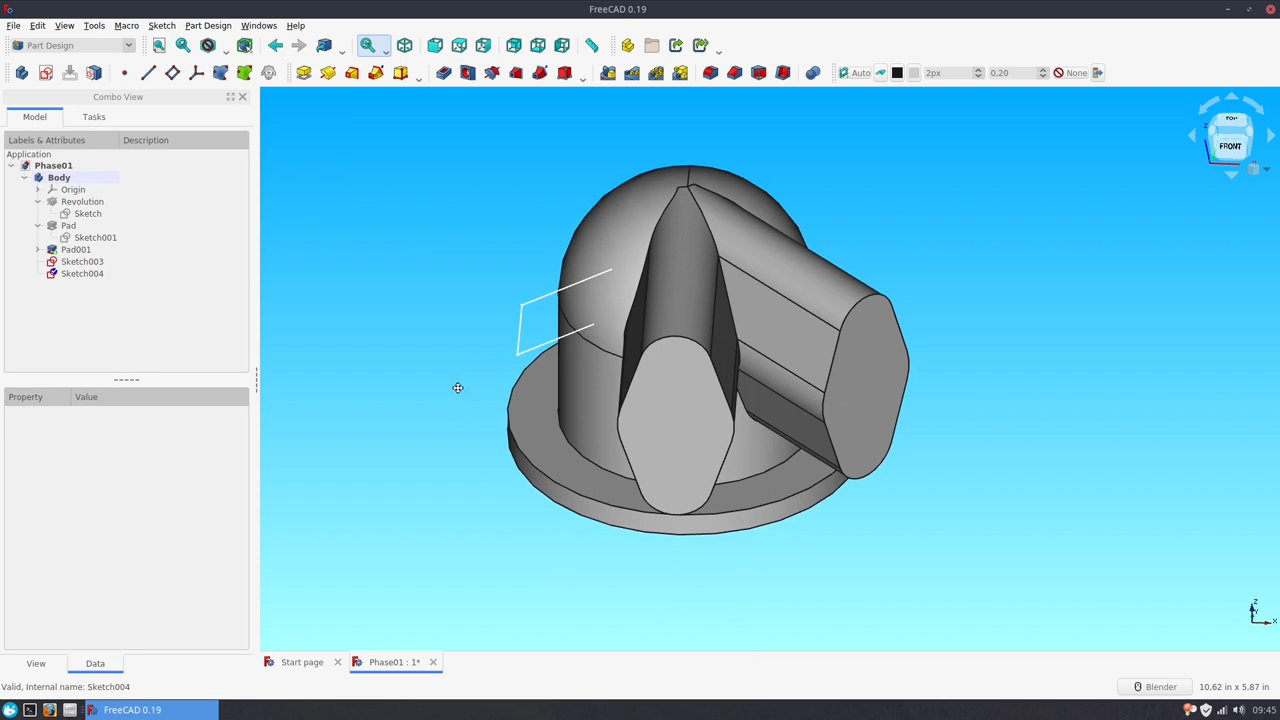 FreeCAD 0.19
File Edit View Tools Macro Sketch Part Design Windows Help
Part Design
Auto 2px 0,20 None
Combo View
Model Tasks
Labels & Attributes Description
Application
Phase01
Body
Origin
Revolution
Sketch
Pad
Sketch001
Pad001
Sketch003
Sketch004
Property Value
View Data
TOP
FRONT
Z
Y
X
Start page Phase01 : 1*
Valid, Internal name: Sketch004 Blender 10,62 in x 5,87 in
FreeCAD 0.19 09:45